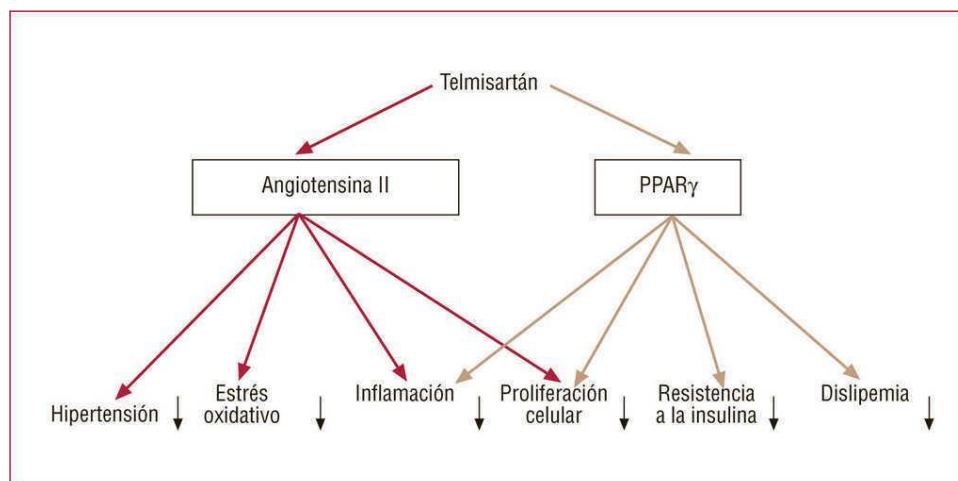 Telmisartán
Angiotensina II
PPARγ
Hipertensión
Estrés
oxidativo
Inflamación
Proliferación
celular
Resistencia
a la insulina
Dislipemia